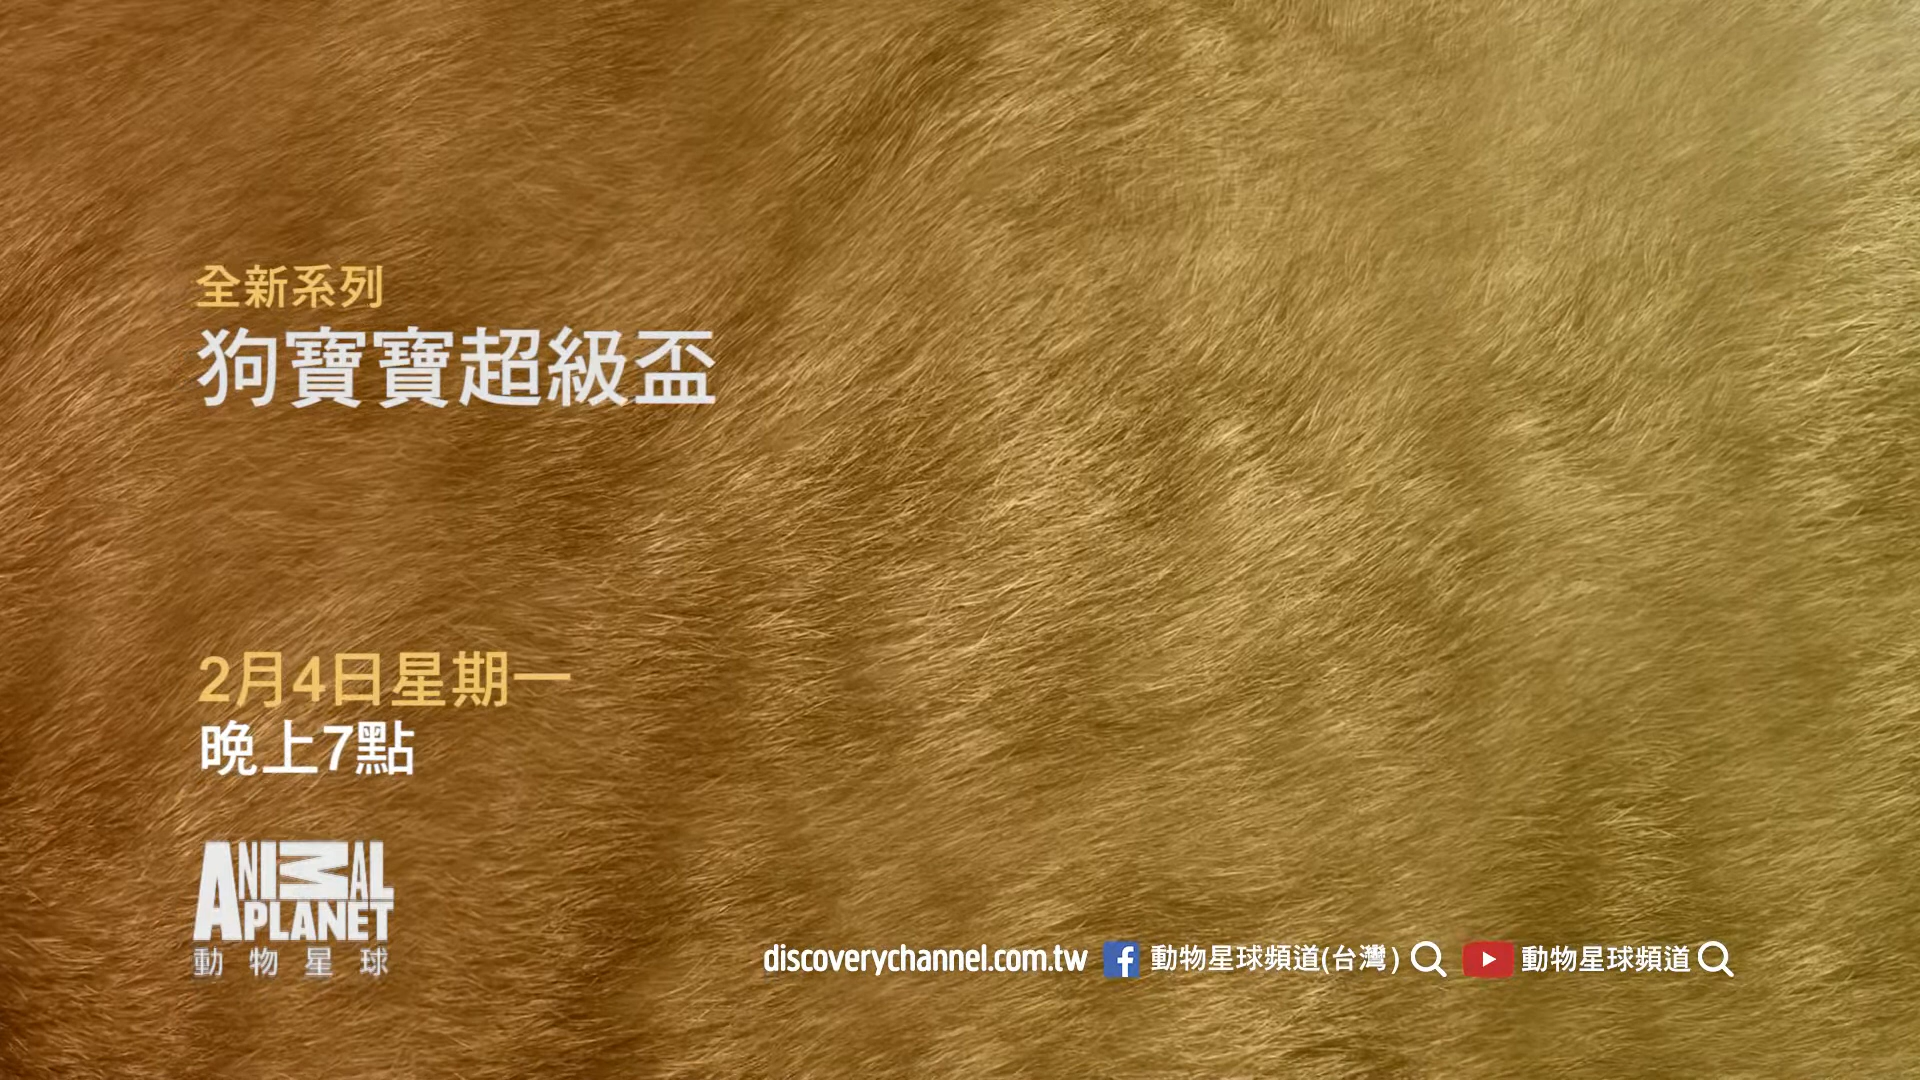 全新系列
狗寶寶超級盃
2月4日星期一
晚上7點
ANIMAL
PLANET
動物星球
discoverychannel.com.tw 動物星球頻道(台灣) 動物星球頻道